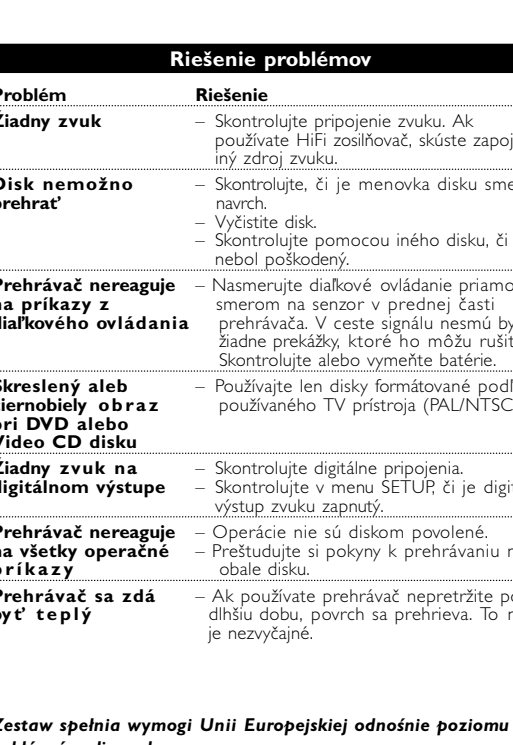 Riešenie problémov
Problém Riešenie
Žiadny zvuk – Skontrolujte pripojenie zvuku. Ak
používate HiFi zosilňovač, skúste
iný zdroj zvuku.
Disk nemožno – Skontrolujte, či je menovka disku
prehrať navrch.
– Vyčistite disk.
– Skontrolujte pomocou iného disku, či
nebol poškodený.
Prehrávač nereaguje – Nasmerujte diaľkové ovládanie priamo
na príkazy z smerom na senzor v prednej časti
diaľkového ovládania prehrávača. V ceste signálu nesmú
žiadne prekážky, ktoré ho môžu
Skontrolujte alebo vymeňte batérie.
Skreslený aleb – Používajte len disky formátované
čiernobiely obraz používaného TV prístroja (PAL/NTSC
pri DVD alebo
Video CD disku
Žiadny zvuk na – Skontrolujte digitálne pripojenia.
digitálnom výstupe – Skontrolujte v menu SETUP, či je
výstup zvuku zapnutý.
Prehrávač nereaguje – Operácie nie sú diskom povolené.
na všetky operačné – Preštudujte si pokyny k prehrávaniu
príkazy obale disku.
Prehrávač sa zdá – Ak používate prehrávač nepretržite
byť teplý dlhšiu dobu, povrch sa prehrieva. To
je nezvyčajné.
Zestaw spełnia wymogi Unii Europejskiej odnośnie poziomu